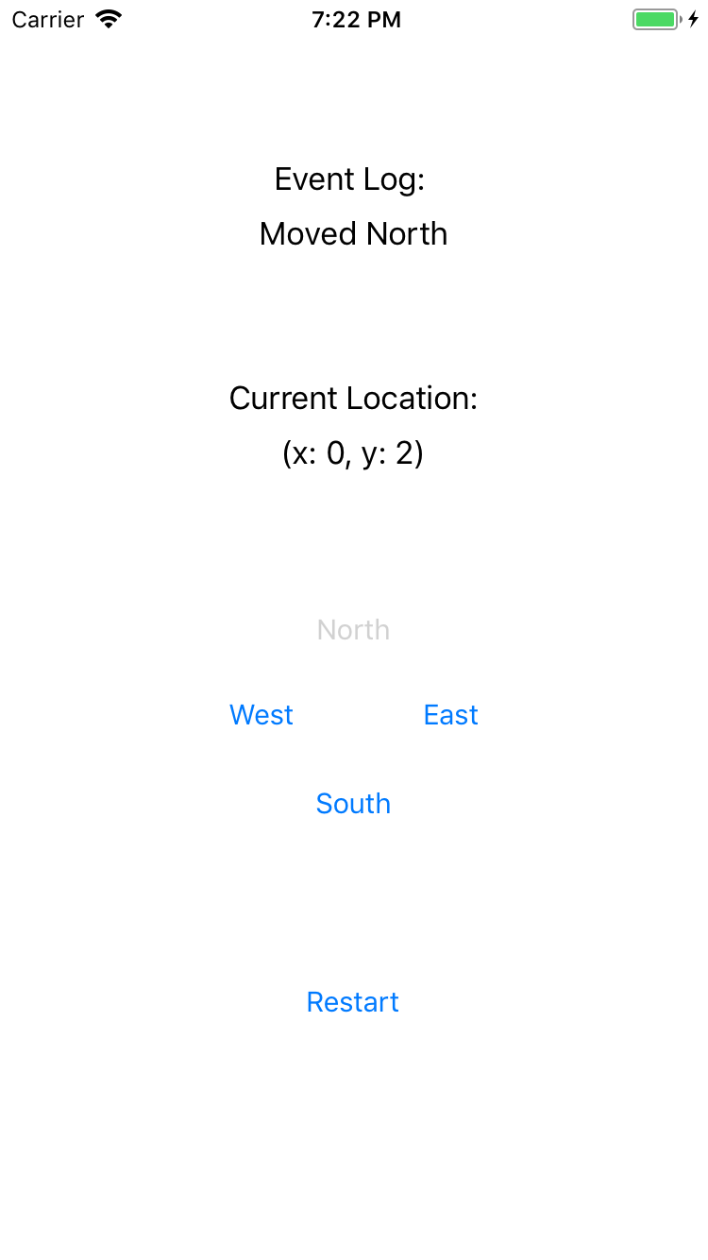 Carrier 7:22 PM
Event Log:
Moved North
Current Location:
(x: 0, y: 2)
North
West East
South
Restart